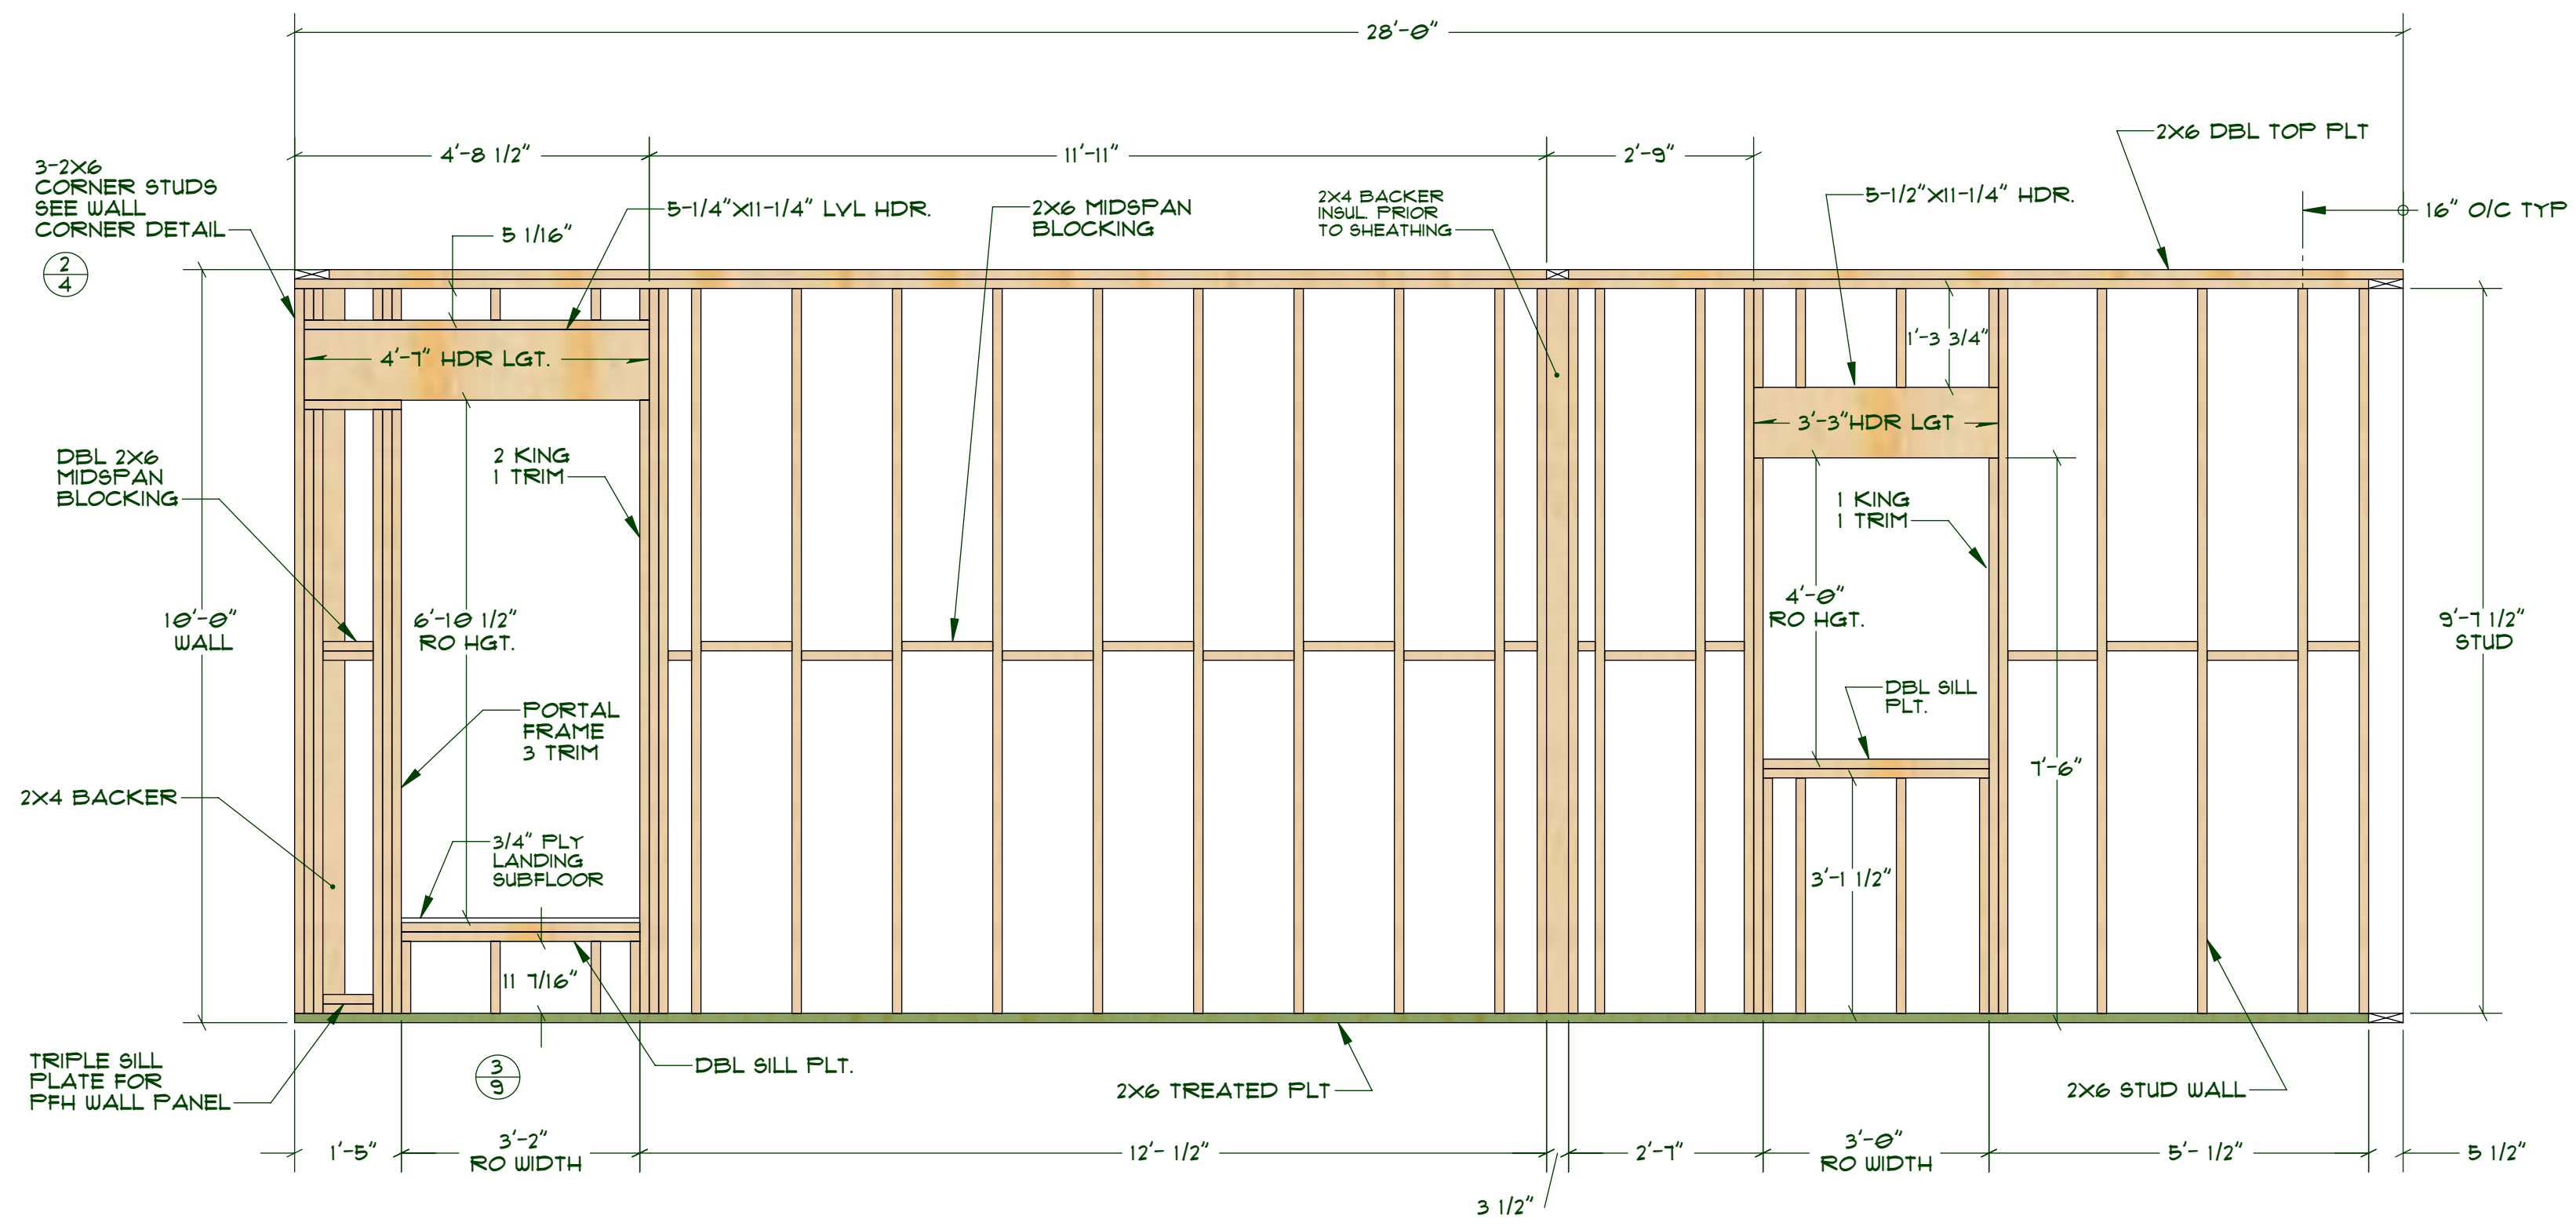 28'-0"
4'-8 1/2"
11'-11"
2'-9"
2X6 DBL TOP PLT
3-2X6
CORNER STUDS
SEE WALL
CORNER DETAIL
2
4
5 1/16"
5-1/4"X11-1/4" LVL HDR.
2X6 MIDSPAN
BLOCKING
2X4 BACKER
INSUL. PRIOR
TO SHEATHING
5-1/2"X11-1/4" HDR.
16" O/C TYP
4'-7" HDR LGT.
1'-3 3/4"
3'-3"HDR LGT
DBL 2X6
MIDSPAN
BLOCKING
2 KING
1 TRIM
1 KING
1 TRIM
10'-0"
WALL
6'-10 1/2"
RO HGT.
4'-0"
RO HGT.
9'-7 1/2"
STUD
PORTAL
FRAME
3 TRIM
DBL SILL
PLT.
7'-6"
2X4 BACKER
3/4" PLY
LANDING
SUBFLOOR
3'-1 1/2"
11 7/16"
TRIPLE SILL
PLATE FOR
PFH WALL PANEL
3
9
DBL SILL PLT.
2X6 TREATED PLT
2X6 STUD WALL
1'-5"
3'-2"
RO WIDTH
12'- 1/2"
3 1/2"
2'-7"
3'-0"
RO WIDTH
5'- 1/2"
5 1/2"